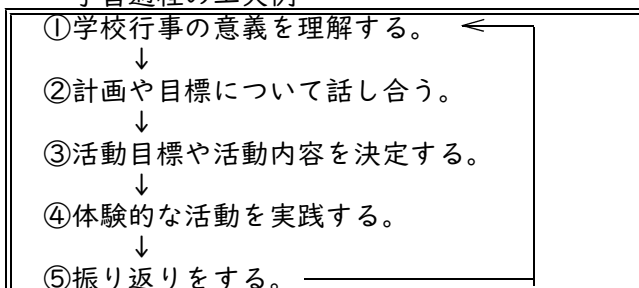 ①学校行事の意義を理解する。
↓
②計画や目標について話し合う。
↓
③活動目標や活動内容を決定する。
↓
④体験的な活動を実践する。
↓
⑤振り返りをする。